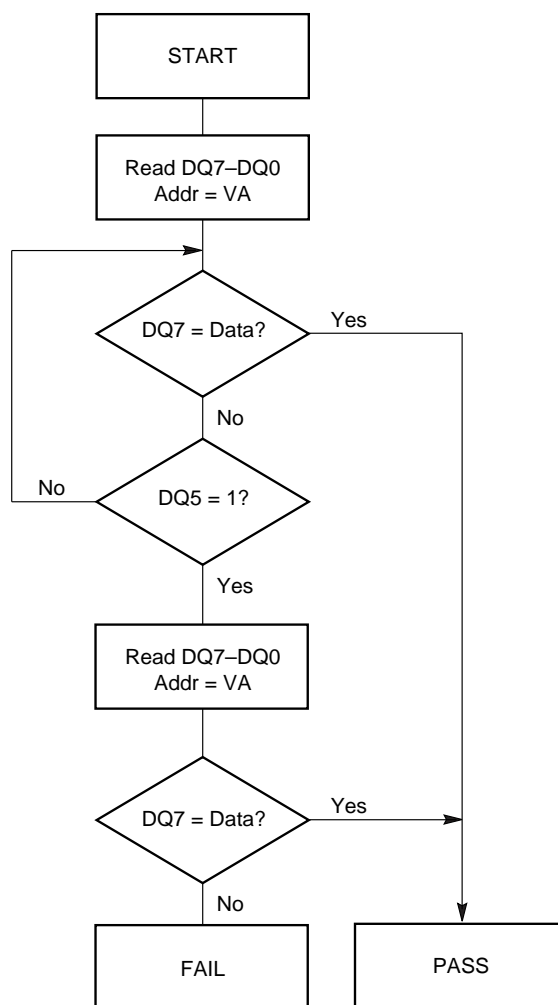 START
Read DQ7–DQ0
Addr = VA
DQ7 = Data?
Yes
No
No
DQ5 = 1?
Yes
Read DQ7–DQ0
Addr = VA
DQ7 = Data?
Yes
No
FAIL
PASS